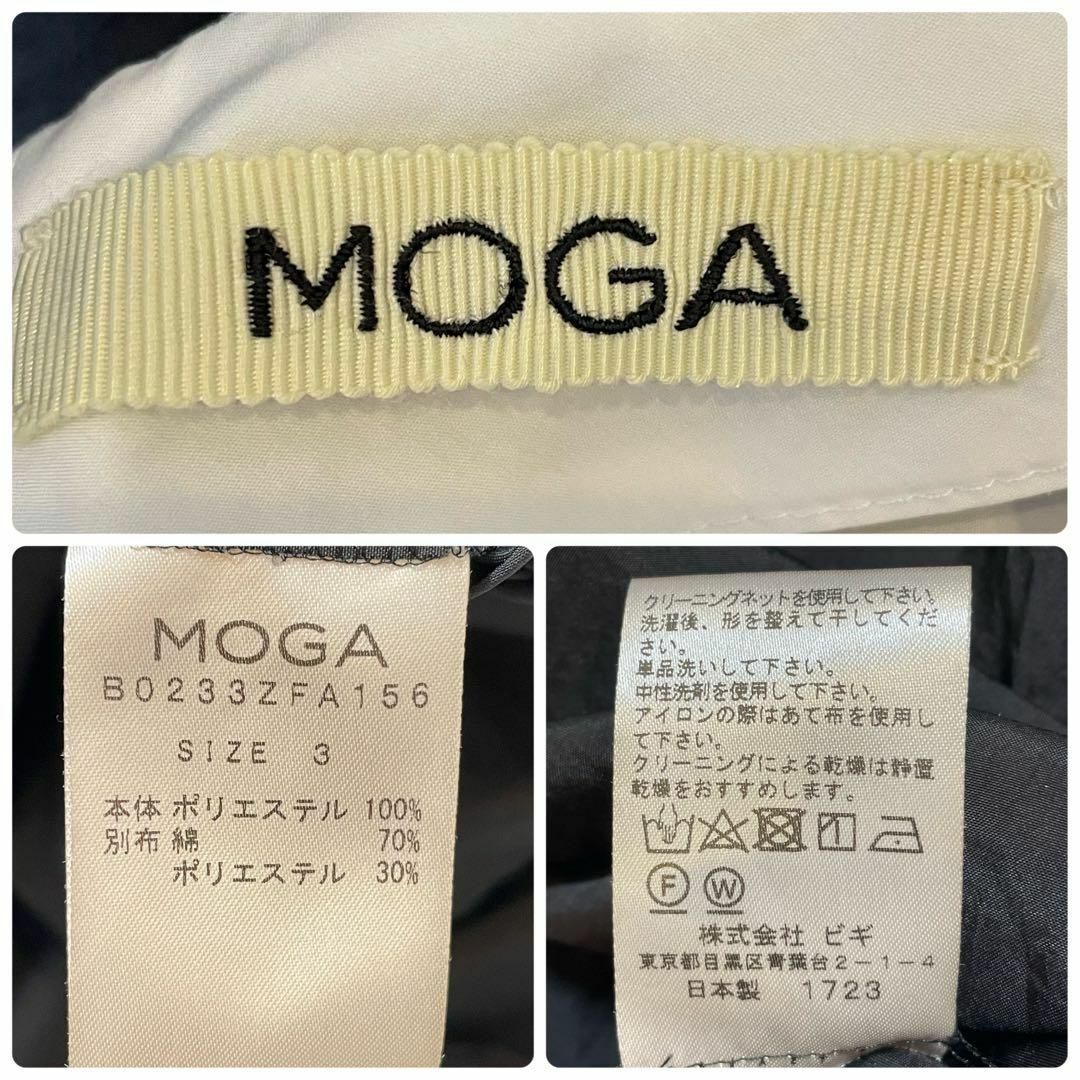 MOGA
MOGA
B0233ZFA156
SIZE 3
本体 ポリエステル 100%
別布 綿 70%
ポリエステル 30%
クリーニングネットを使用して下さい。
洗濯後、形を整えて干してくだ
さい。
単品洗いして下さい。
中性洗剤を使用して下さい。
アイロンの際はあて布を使用し
て下さい。
クリーニングによる乾燥は静置
乾燥をおすすめします。
F W
株式会社 ビギ
東京都目黒区青葉台2-1-4
日本製 1723